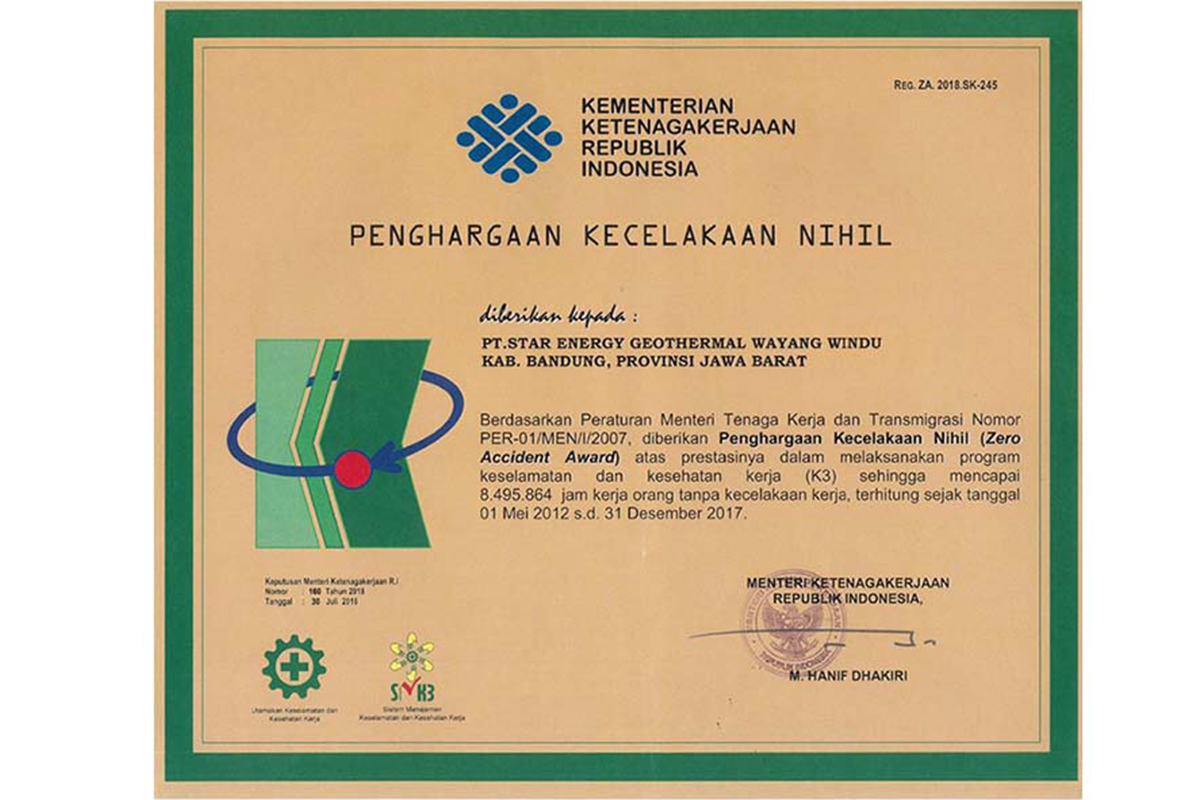 REG. ZA. 2018.SK-245
KEMENTERIAN
KETENAGAKERJAAN
REPUBLIK
INDONESIA
PENGHARGAAN KECELAKAAN NIHIL
diberikan kepada :
PT.STAR ENERGY GEOTHERMAL WAYANG WINDU
KAB. BANDUNG, PROVINSI JAWA BARAT
Berdasarkan Peraturan Menteri Tenaga Kerja dan Transmigrasi Nomor
PER-01/MEN/I/2007, diberikan Penghargaan Kecelakaan Nihil (Zero
Accident Award) atas prestasinya dalam melaksanakan program
keselamatan dan kesehatan kerja (K3) sehingga mencapai
8.495.864 jam kerja orang tanpa kecelakaan kerja, terhitung sejak tanggal
01 Mei 2012 s.d. 31 Desember 2017.
Keputusan Menteri Ketenagakerjaan R.I
Nomor : 160 Tahun 2018
Tanggal : 30 Juli 2018
MENTERI KETENAGAKERJAAN
REPUBLIK INDONESIA,
REPUBLIK INDONESIA
M. HANIF DHAKIRI
SMK3
Utamakan Keselamatan dan
Kesehatan Kerja
Sistem Manajemen
Keselamatan dan Kesehatan Kerja